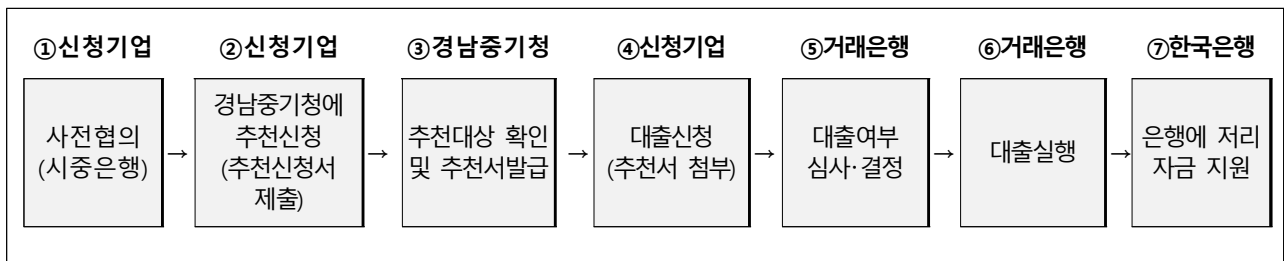 ①신청기업
②신청기업
③경남중기청
④신청기업
⑤거래은행
⑥거래은행
⑦한국은행
사전협의
(시중은행)
→
경남중기청에
추천신청
(추천신청서
제출)
→
추천대상 확인
및 추천서발급
→
대출신청
(추천서 첨부)
→
대출여부
심사·결정
→
대출실행
→
은행에 저리
자금 지원